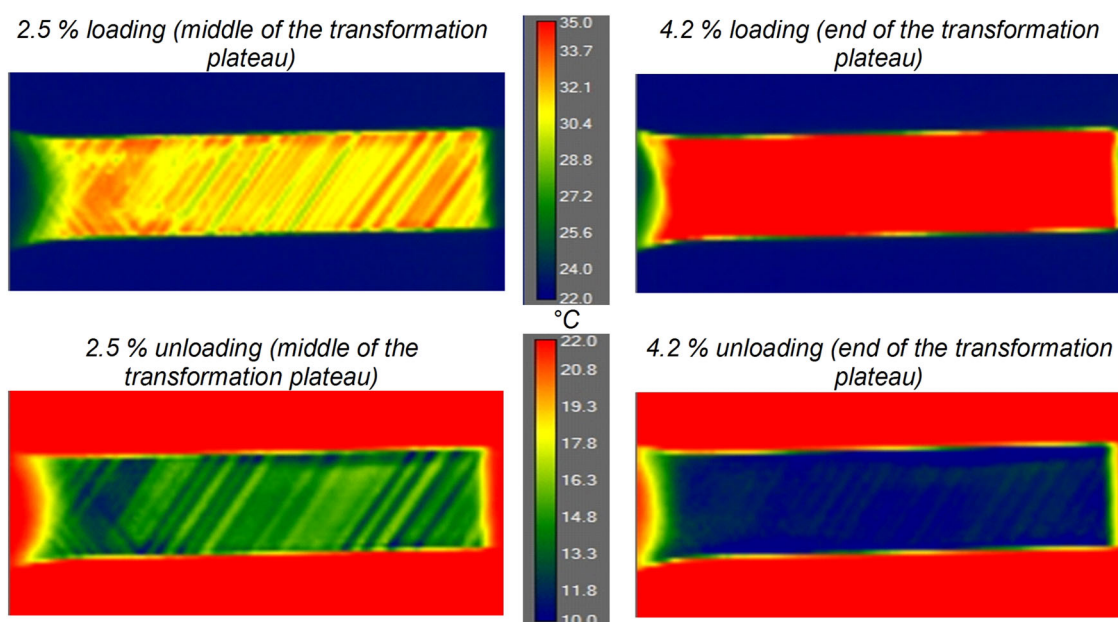 2.5 % loading (middle of the transformation
plateau)
4.2 % loading (end of the transformation
plateau)
35.0
33.7
32.1
30.4
28.8
27.2
25.6
24.0
22.0
°C
2.5 % unloading (middle of the
transformation plateau)
4.2 % unloading (end of the transformation
plateau)
22.0
20.8
19.3
17.8
16.3
14.8
13.3
11.8
10.0